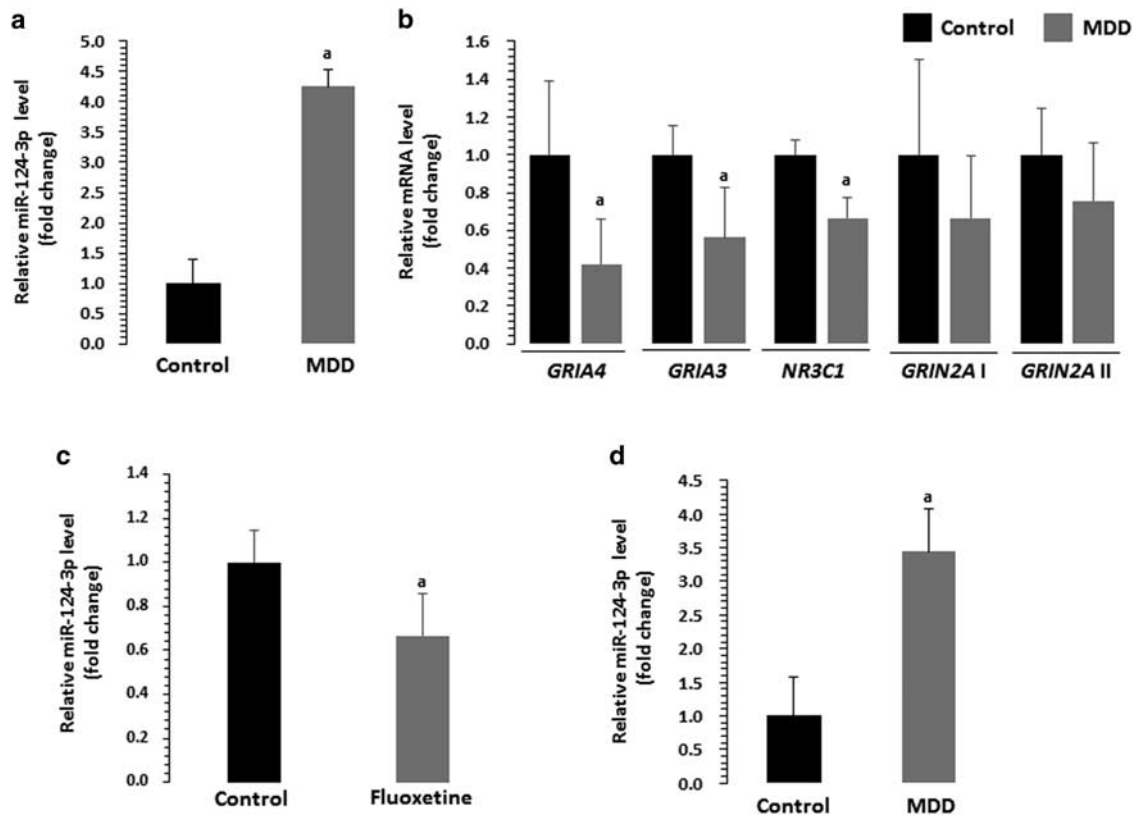 a
Relative miR-124-3p level
(fold change)
5.0
4.5
4.0
3.5
3.0
2.5
2.0
1.5
1.0
0.5
0.0
a
Control
MDD
b
Control
MDD
Relative mRNA level
(fold change)
1.6
1.4
1.2
1.0
0.8
0.6
0.4
0.2
0.0
a
a
a
GRIA4
GRIA3
NR3C1
GRIN2A I
GRIN2A II
c
Relative miR-124-3p level
(fold change)
1.4
1.2
1.0
0.8
0.6
0.4
0.2
0.0
a
Control
Fluoxetine
d
Relative miR-124-3p level
(fold change)
4.5
4.0
3.5
3.0
2.5
2.0
1.5
1.0
0.5
0.0
a
Control
MDD